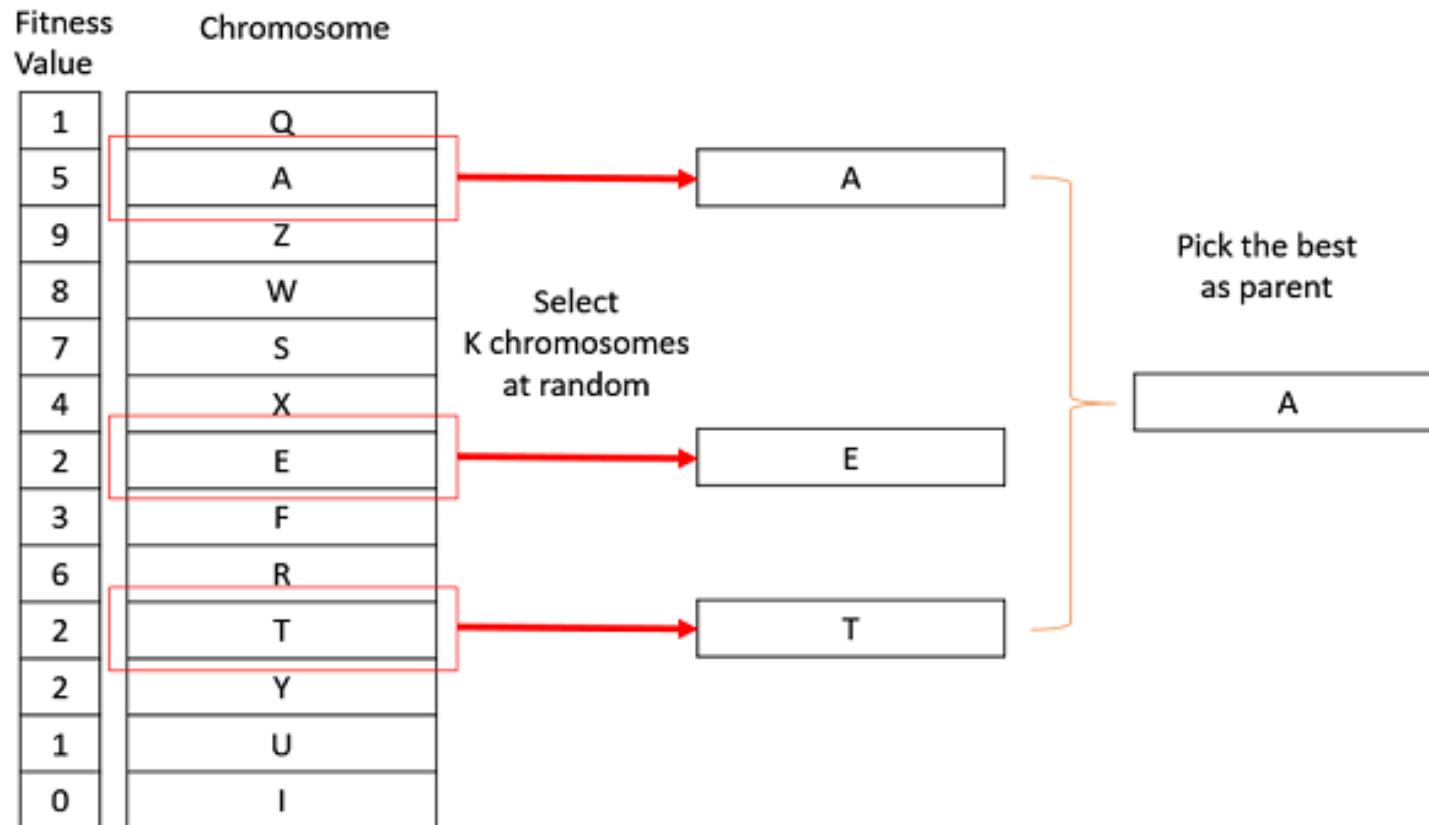 Fitness
Value
Chromosome
1 Q
5 A
9 Z
8 W
7 S
4 X
2 E
3 F
6 R
2 T
2 Y
1 U
0 I
Select
K chromosomes
at random
A
E
T
Pick the best
as parent
A